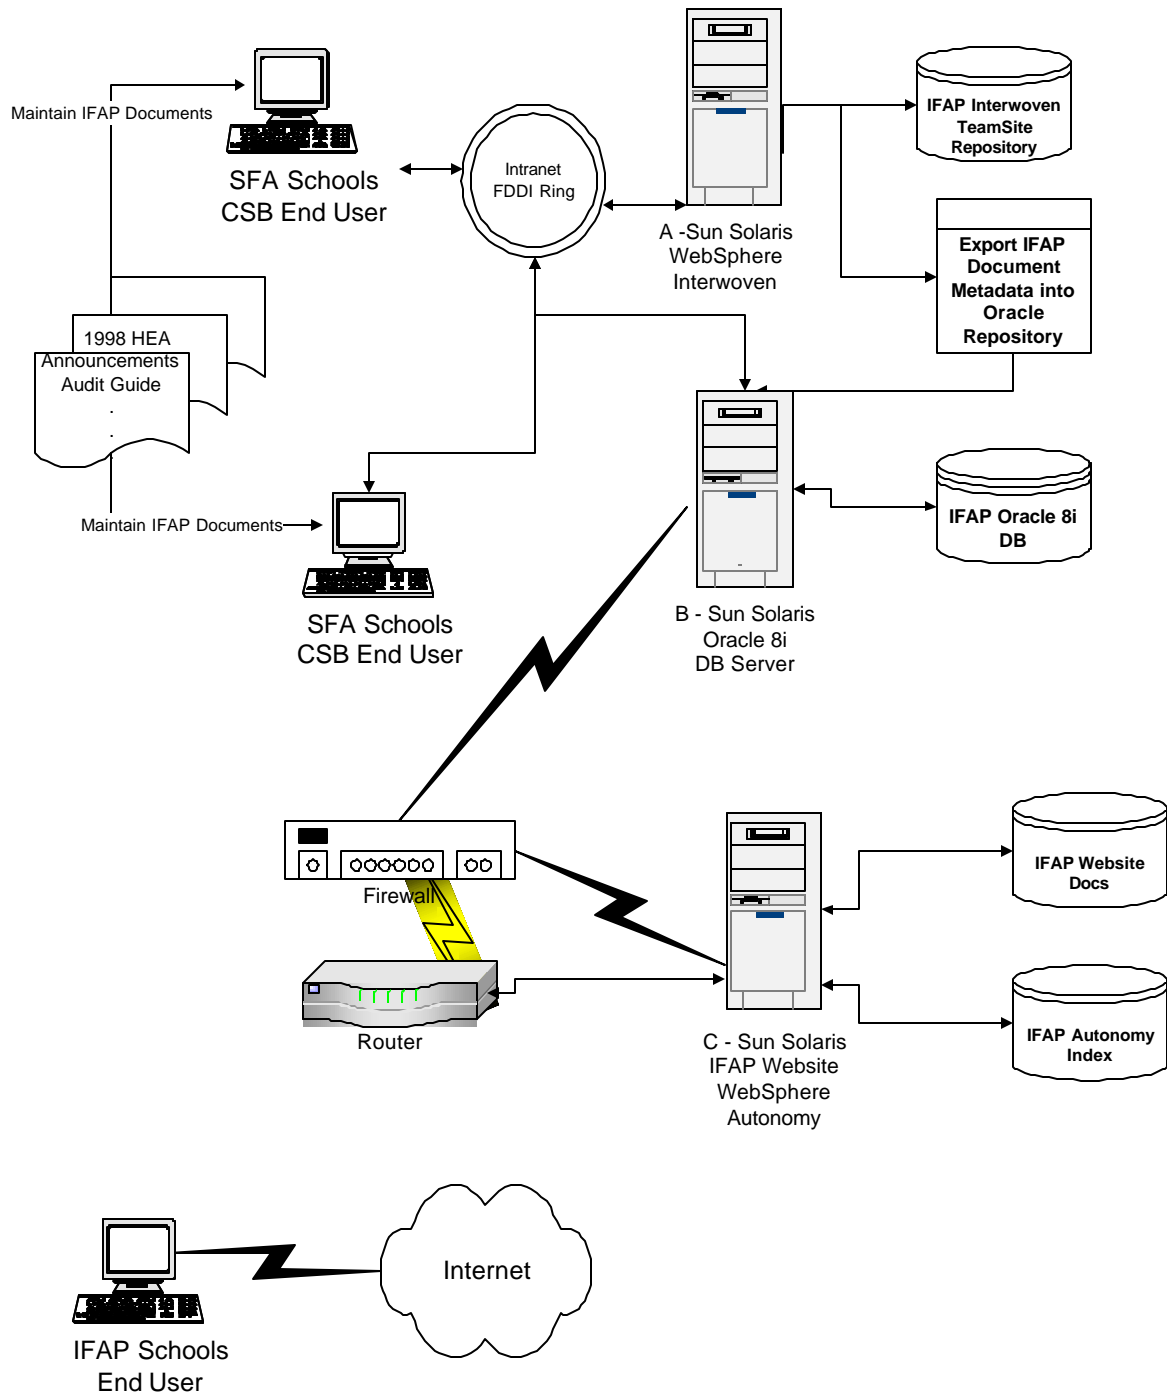 Maintain IFAP Documents
SFA Schools
CSB End User
Intranet
FDDI Ring
A -Sun Solaris
WebSphere
Interwoven
IFAP Interwoven
TeamSite
Repository
Export IFAP
Document
Metadata into
Oracle
Repository
1998 HEA
Announcements
Audit Guide
.
.
Maintain IFAP Documents
SFA Schools
CSB End User
B - Sun Solaris
Oracle 8i
DB Server
IFAP Oracle 8i
DB
Firewall
Router
C - Sun Solaris
IFAP Website
WebSphere
Autonomy
IFAP Website
Docs
IFAP Autonomy
Index
Internet
IFAP Schools
End User